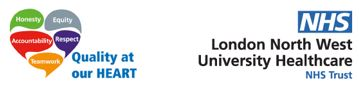 Honesty
Equity
Accountability
Respect
Teamwork
Quality at
our HEART
NHS
London North West
University Healthcare
NHS Trust